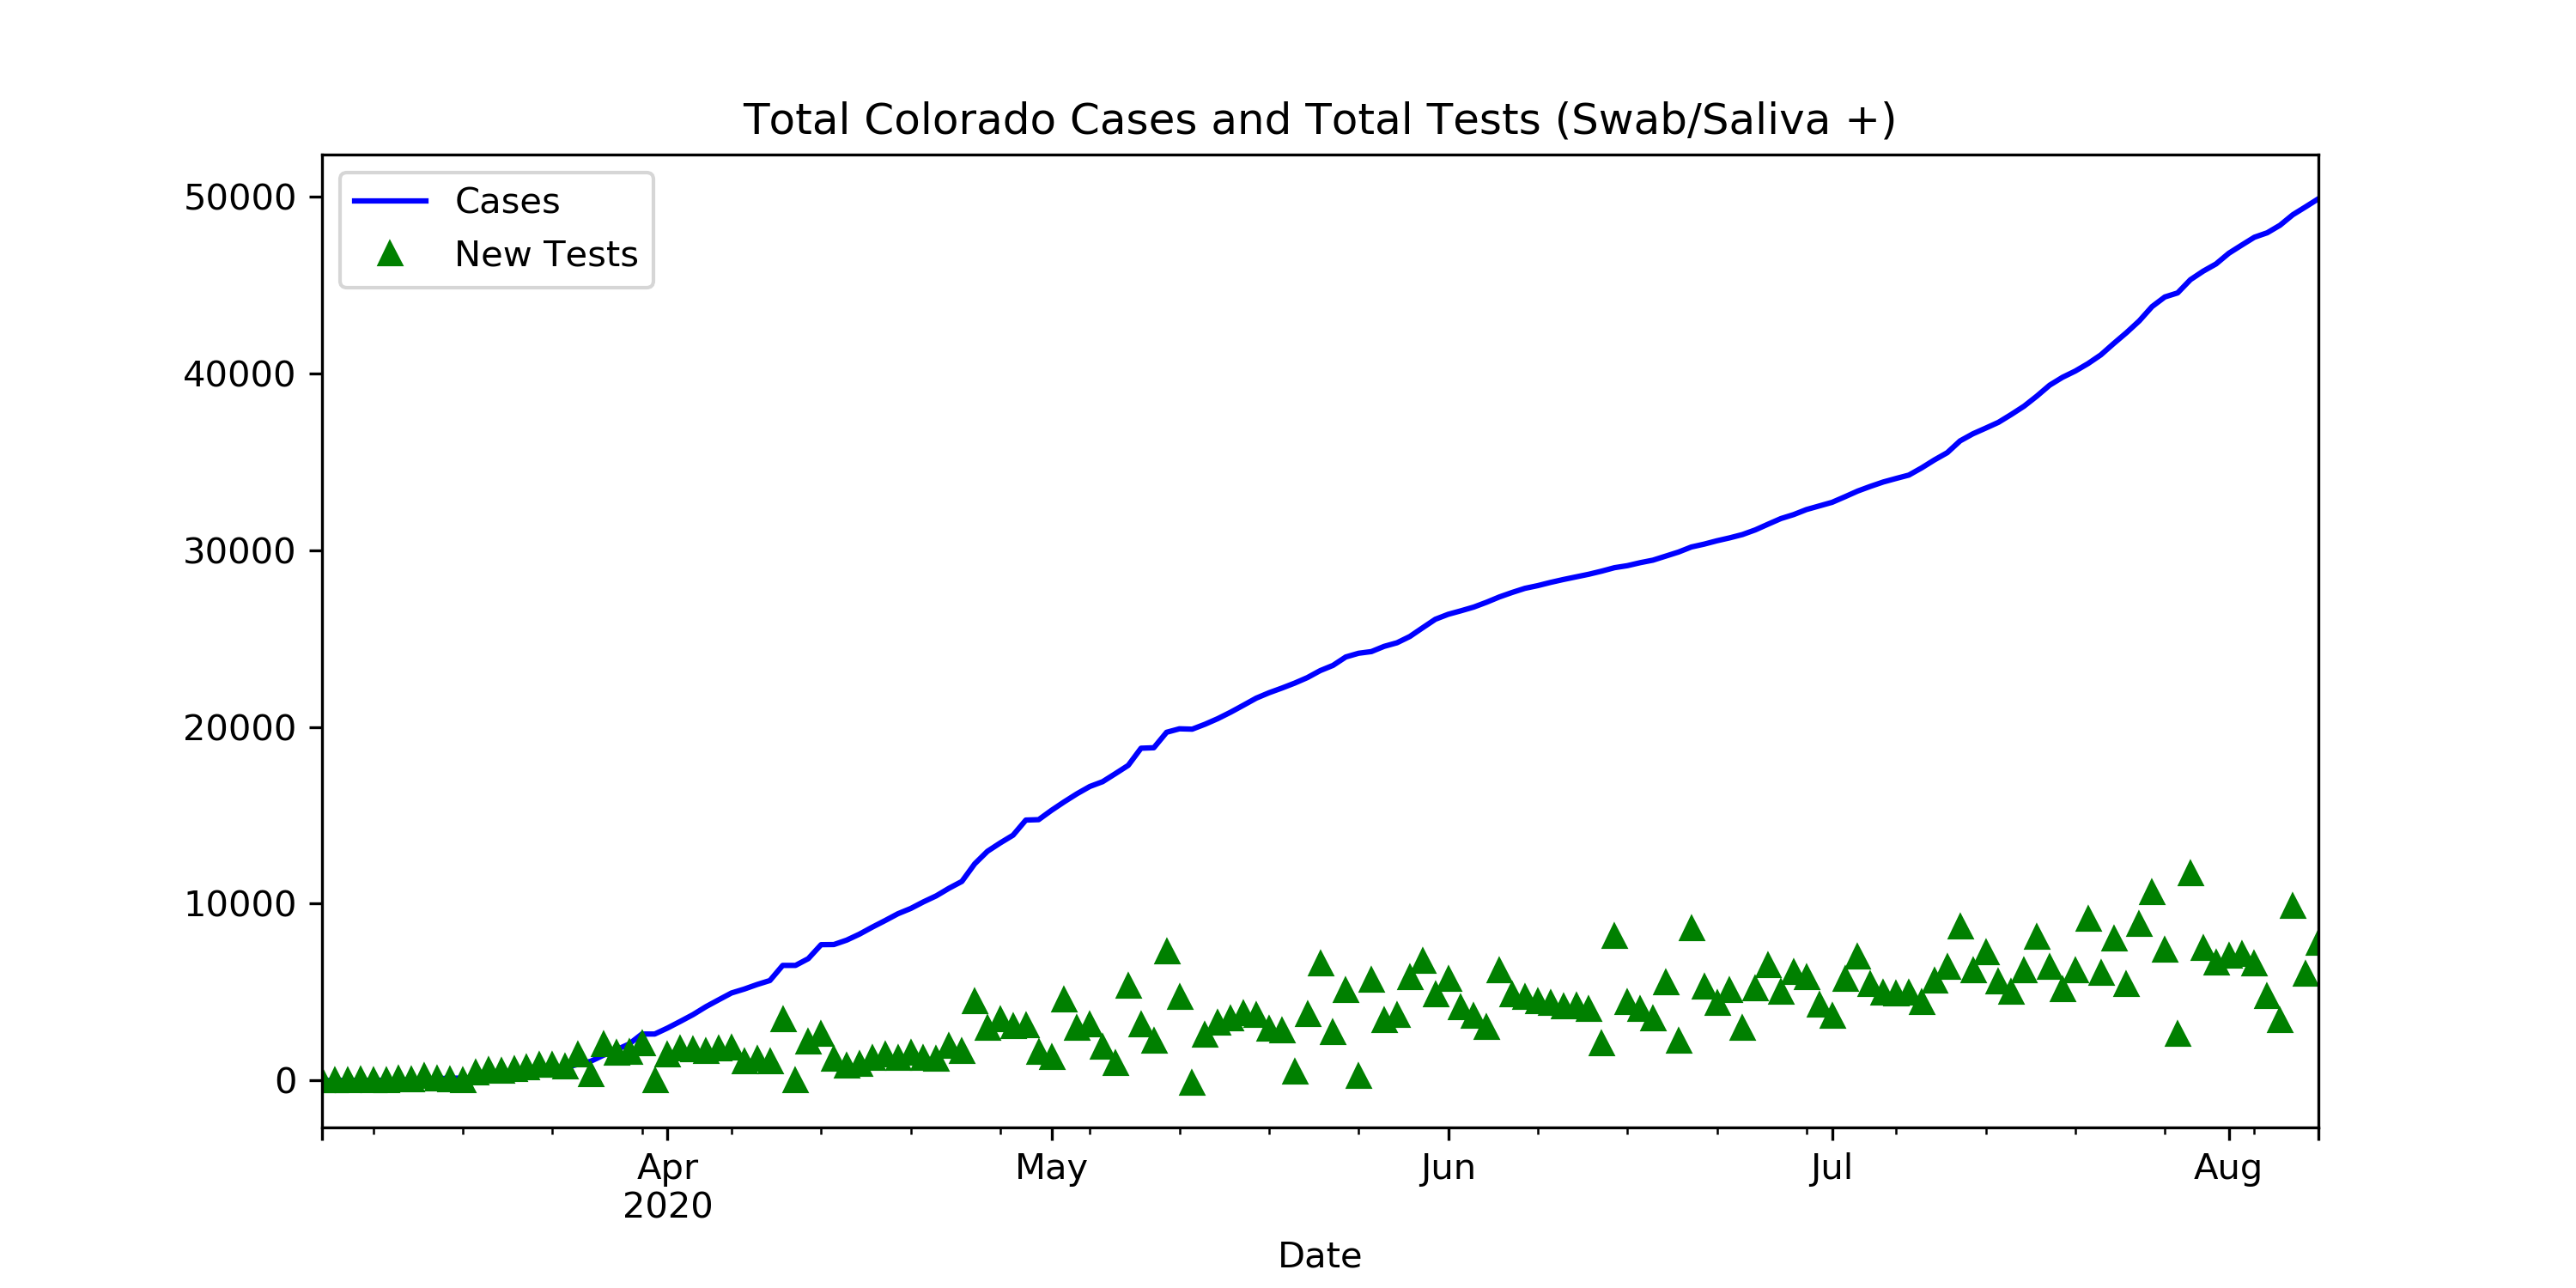 Total Colorado Cases and Total Tests (Swab/Saliva +)
50000
40000
30000
20000
10000
0
Cases
New Tests
Apr
2020
May
Jun
Jul
Aug
Date